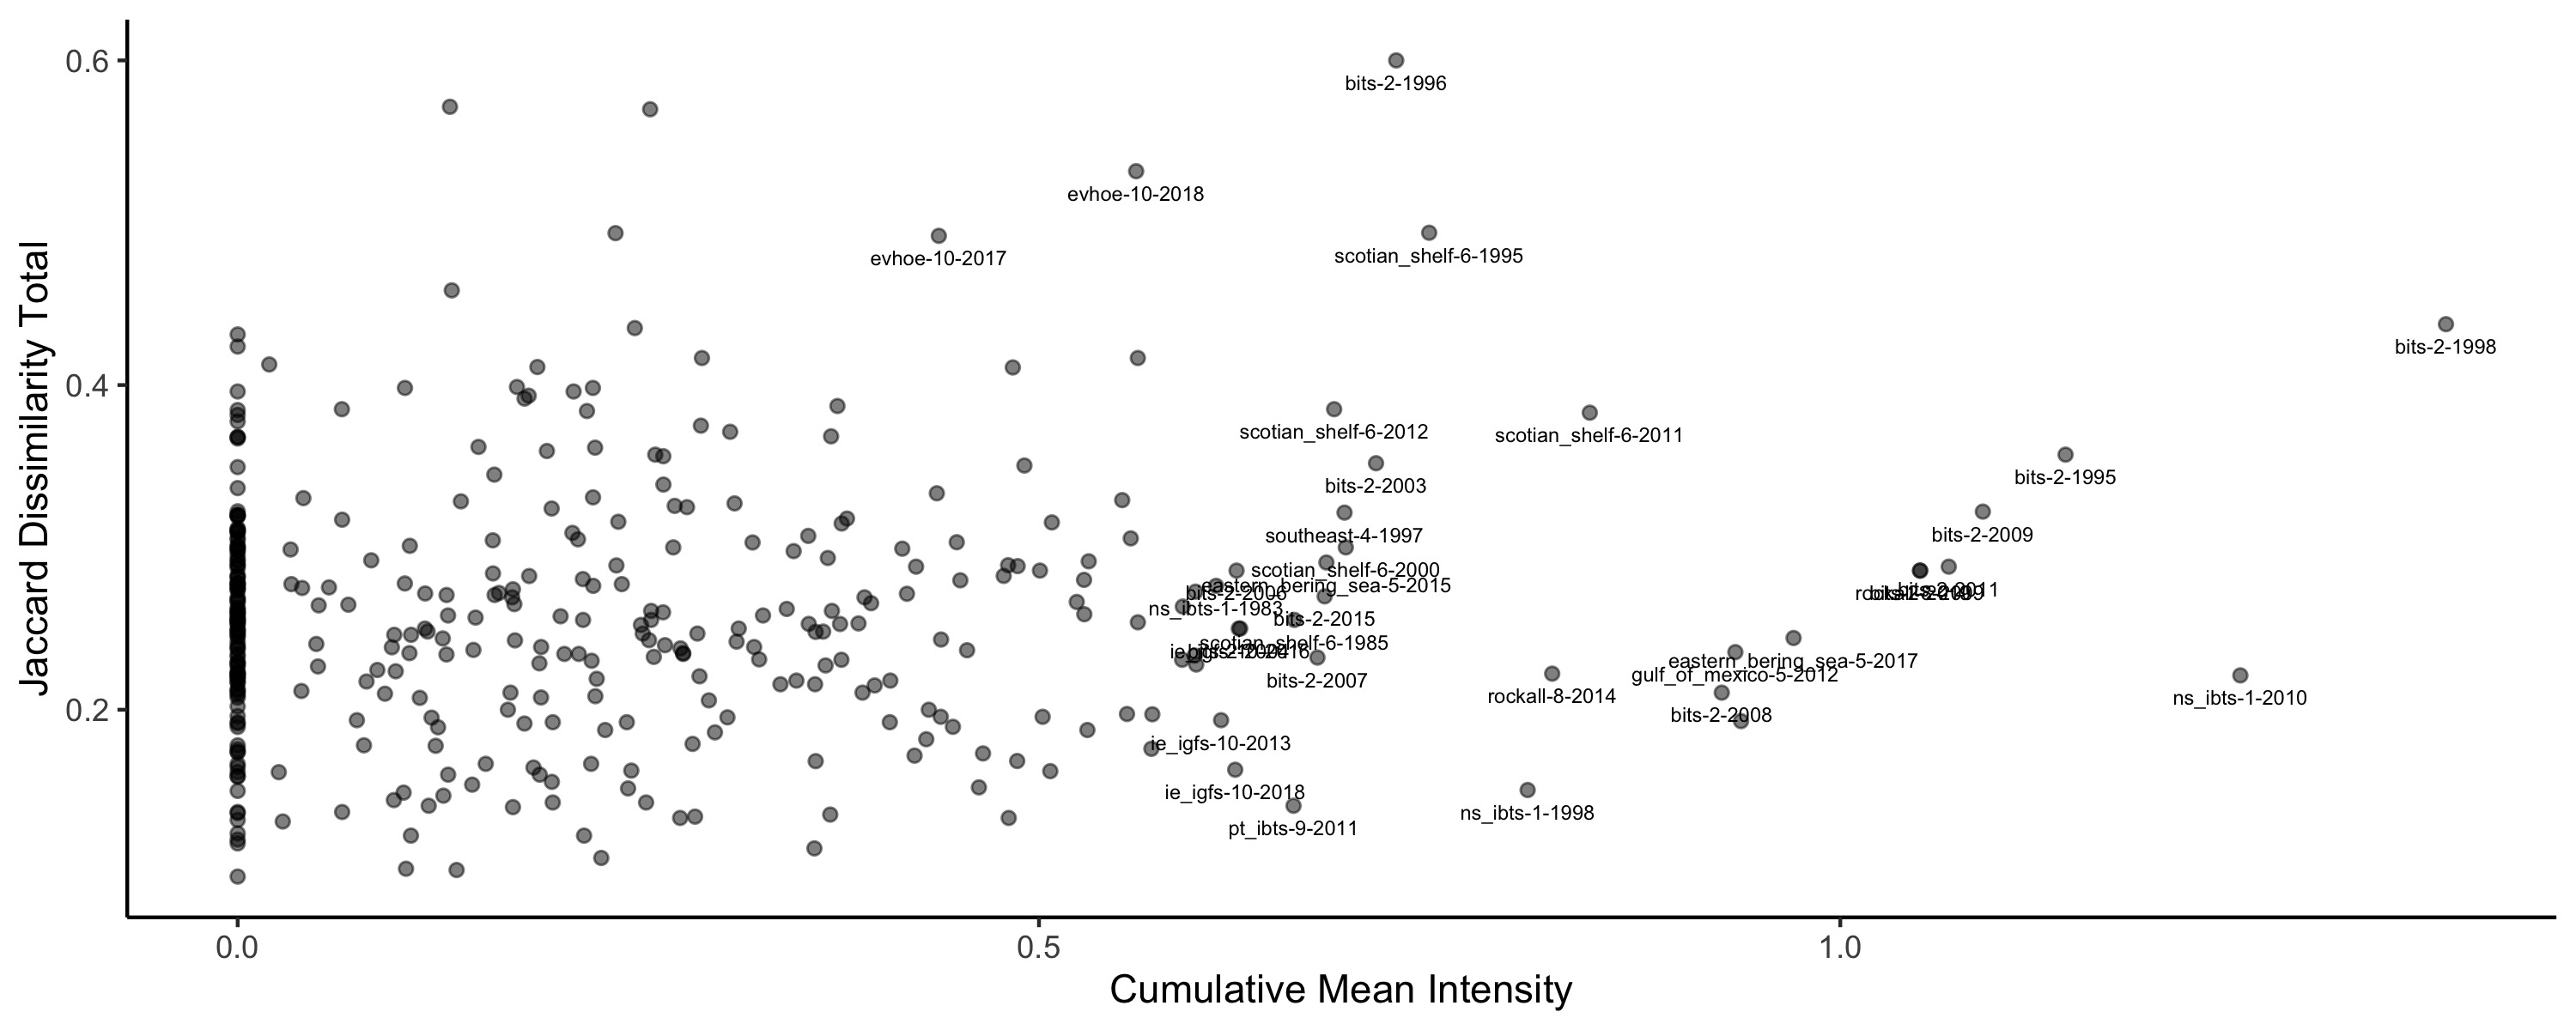 0.6
bits-2-1996
evhoe-10-2018
evhoe-10-2017
scotian_shelf-6-1995
bits-2-1998
0.4
scotian_shelf-6-2012
scotian_shelf-6-2011
bits-2-1995
bits-2-2003
southeast-4-1997
bits-2-2009
scotian_shelf-6-2000
eastern_bering_sea-5-2015
bits-2-2006
ns_ibts-1-1983
bits-2-2015
scotian_shelf-6-1985
bits-2-2011
eastern_bering_sea-5-2017
gulf_of_mexico-5-2012
bits-2-2007
rockall-8-2014
ns_ibts-1-2010
0.2
bits-2-2008
ie_igfs-10-2013
ie_igfs-10-2018
ns_ibts-1-1998
pt_ibts-9-2011
0.0
0.5
1.0
Cumulative Mean Intensity
Jaccard Dissimilarity Total